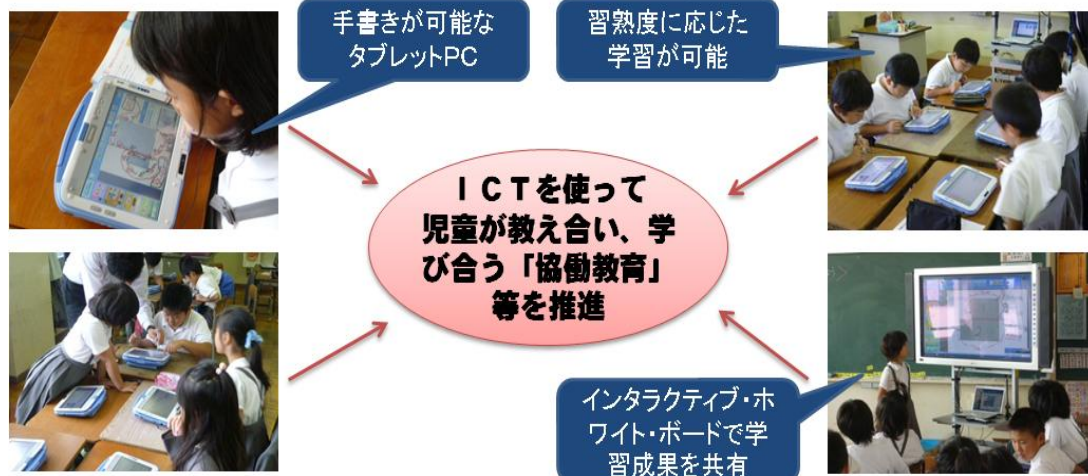 手書きが可能な
タブレットPC
習熟度に応じた
学習が可能
ＩＣＴを使って
児童が教え合い、学
び合う「協働教育」
等を推進
インタラクティブ・ホ
ワイト・ボードで学
習成果を共有